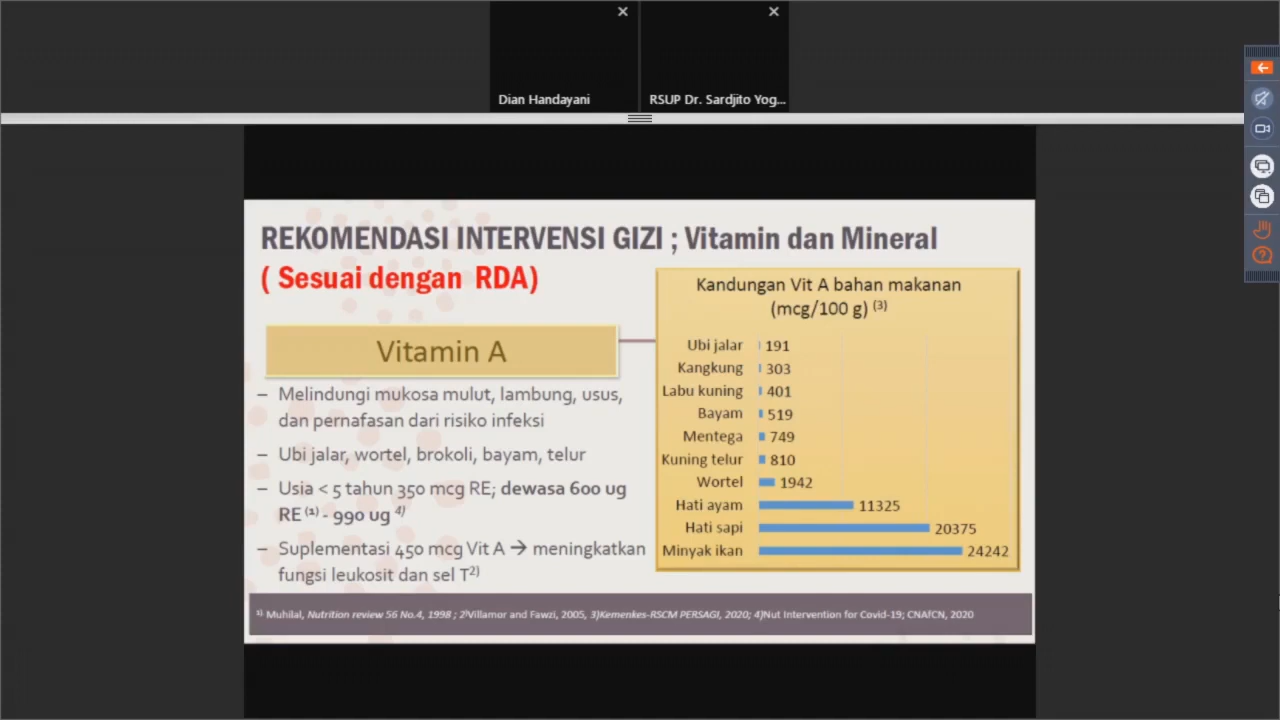 Dian Handayani
RSUP Dr. Sardjito Yog...
REKOMENDASI INTERVENSI GIZI ; Vitamin dan Mineral
( Sesuai dengan RDA)
Vitamin A
– Melindungi mukosa mulut, lambung, usus,
dan pernafasan dari risiko infeksi
– Ubi jalar, wortel, brokoli, bayam, telur
– Usia < 5 tahun 350 mcg RE; dewasa 600 ug
RE (1) - 990 ug 4)
– Suplementasi 450 mcg Vit A → meningkatkan
fungsi leukosit dan sel T2)
Kandungan Vit A bahan makanan
(mcg/100 g) (3)
Ubi jalar 191
Kangkung 303
Labu kuning 401
Bayam 519
Mentega 749
Kuning telur 810
Wortel 1942
Hati ayam 11325
Hati sapi 20375
Minyak ikan 24242
1) Muhilal, Nutrition review 56 No.4, 1998 ; 2)Villamor and Fawzi, 2005, 3)Kemenkes-RSCM PERSAGI, 2020; 4)Nut Intervention for Covid-19; CNAfCN, 2020